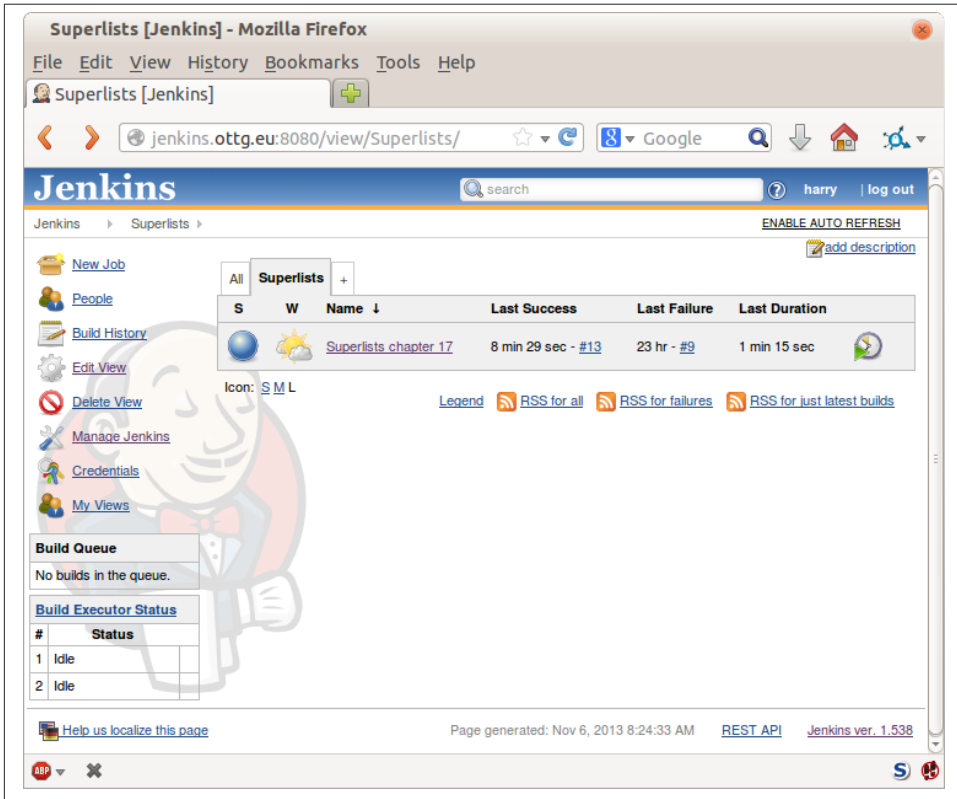 Superlists [Jenkins] - Mozilla Firefox
File Edit View History Bookmarks Tools Help
Superlists [Jenkins]
jenkins.ottg.eu:8080/view/Superlists/
8 Google
Jenkins
search
? harry | log out
Jenkins Superlists
ENABLE AUTO REFRESH
add description
New Job
People
Build History
Edit View
Delete View
Manage Jenkins
Credentials
My Views
All Superlists +
S W Name ↓ Last Success Last Failure Last Duration
Superlists chapter 17 8 min 29 sec - #13 23 hr - #9 1 min 15 sec
Icon: S M L
Legend RSS for all RSS for failures RSS for just latest builds
Build Queue
No builds in the queue.
Build Executor Status
# Status
1 Idle
2 Idle
Help us localize this page
Page generated: Nov 6, 2013 8:24:33 AM REST API Jenkins ver. 1.538
ABP
S